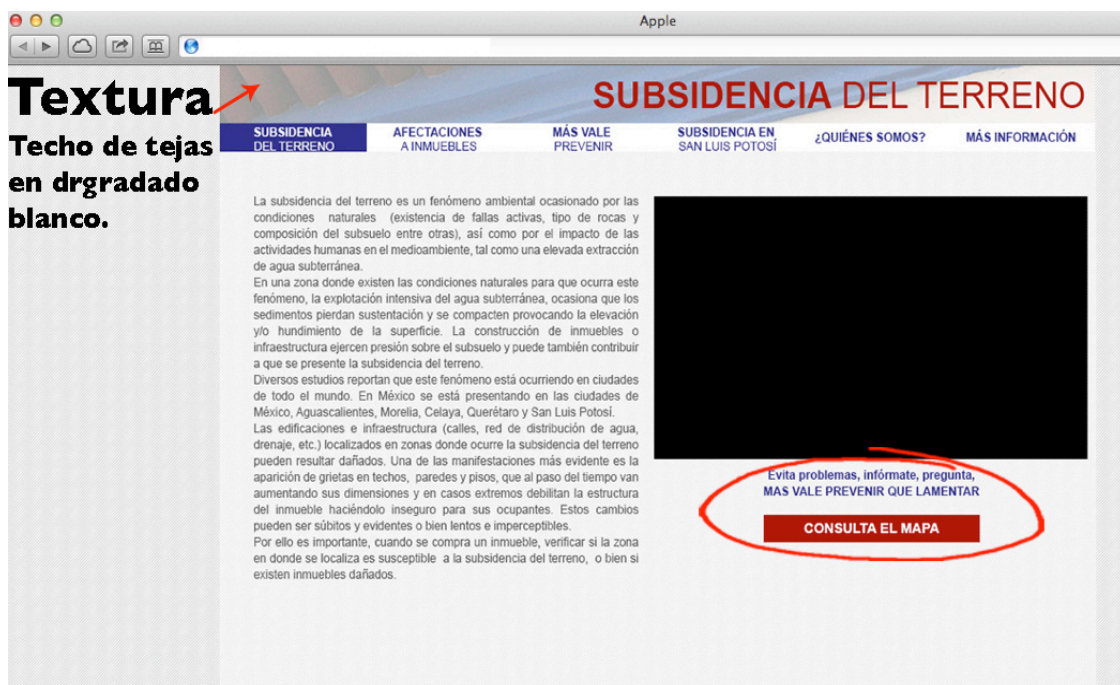 Apple
Textura
Techo de tejas
en drgradado
blanco.
SUBSIDENCIA DEL TERRENO
SUBSIDENCIA
DEL TERRENO
AFECTACIONES
A INMUEBLES
MÁS VALE
PREVENIR
SUBSIDENCIA EN
SAN LUIS POTOSÍ
¿QUIÉNES SOMOS?
MÁS INFORMACIÓN
La subsidencia del terreno es un fenómeno ambiental ocasionado por las
condiciones naturales (existencia de fallas activas, tipo de rocas y
composición del subsuelo entre otras), así como por el impacto de las
actividades humanas en el medioambiente, tal como una elevada extracción
de agua subterránea.
En una zona donde existen las condiciones naturales para que ocurra este
fenómeno, la explotación intensiva del agua subterránea, ocasiona que los
sedimentos pierdan sustentación y se compacten provocando la elevación
y/o hundimiento de la superficie. La construcción de inmuebles o
infraestructura ejercen presión sobre el subsuelo y puede también contribuir
a que se presente la subsidencia del terreno.
Diversos estudios reportan que este fenómeno está ocurriendo en ciudades
de todo el mundo. En México se está presentando en las ciudades de
México, Aguascalientes, Morelia, Celaya, Querétaro y San Luis Potosí.
Las edificaciones e infraestructura (calles, red de distribución de agua,
drenaje, etc.) localizados en zonas donde ocurre la subsidencia del terreno
pueden resultar dañados. Una de las manifestaciones más evidente es la
aparición de grietas en techos, paredes y pisos, que al paso del tiempo van
aumentando sus dimensiones y en casos extremos debilitan la estructura
del inmueble haciéndolo inseguro para sus ocupantes. Estos cambios
pueden ser súbitos y evidentes o bien lentos e imperceptibles.
Por ello es importante, cuando se compra un inmueble, verificar si la zona
en donde se localiza es susceptible a la subsidencia del terreno, o bien si
existen inmuebles dañados.
Evita problemas, infórmate, pregunta,
MAS VALE PREVENIR QUE LAMENTAR
CONSULTA EL MAPA